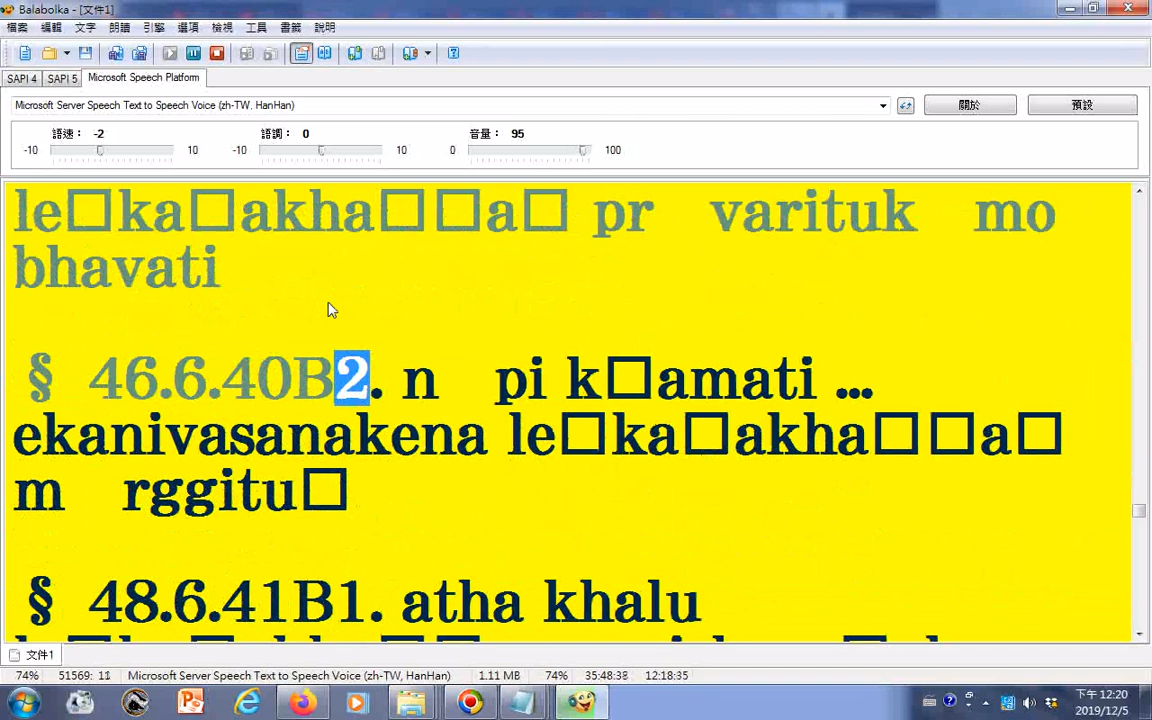 Balabolka - [文件1]
檔案 編輯 文字 朗讀 引擎 選項 檢視 工具 書籤 說明
SAPI 4 SAPI 5 Microsoft Speech Platform
Microsoft Server Speech Text to Speech Voice (zh-TW, HanHan) 關於 預設
語速： -2 語調： 0 音量： 95
-10 10 -10 10 0 100
le□ka□akha□□a□ pr varituk mo
bhavati
§ 46.6.40B2. n pi k□amati ...
ekanivasanakena le□ka□akha□□a□
m rggitu□
§ 48.6.41B1. atha khalu
文件1
74% 51569: 11 Microsoft Server Speech Text to Speech Voice (zh-TW, HanHan) 1.11 MB 74% 35:48:38 12:18:35
下午 12:20
2019/12/5